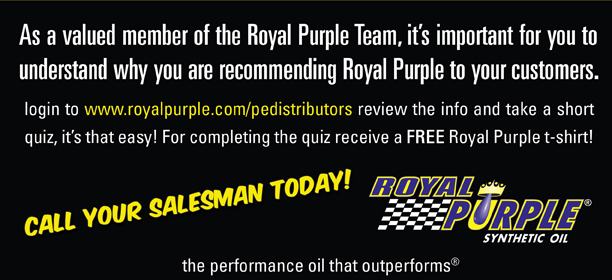 As a valued member of the Royal Purple Team, it's important for you to
understand why you are recommending Royal Purple to your customers.
login to www.royalpurple.com/pedistributors review the info and take a short
quiz, it's that easy! For completing the quiz receive a FREE Royal Purple t-shirt!
CALL YOUR SALESMAN TODAY!
ROYAL
PURPLE®
SYNTHETIC OIL
the performance oil that outperforms®